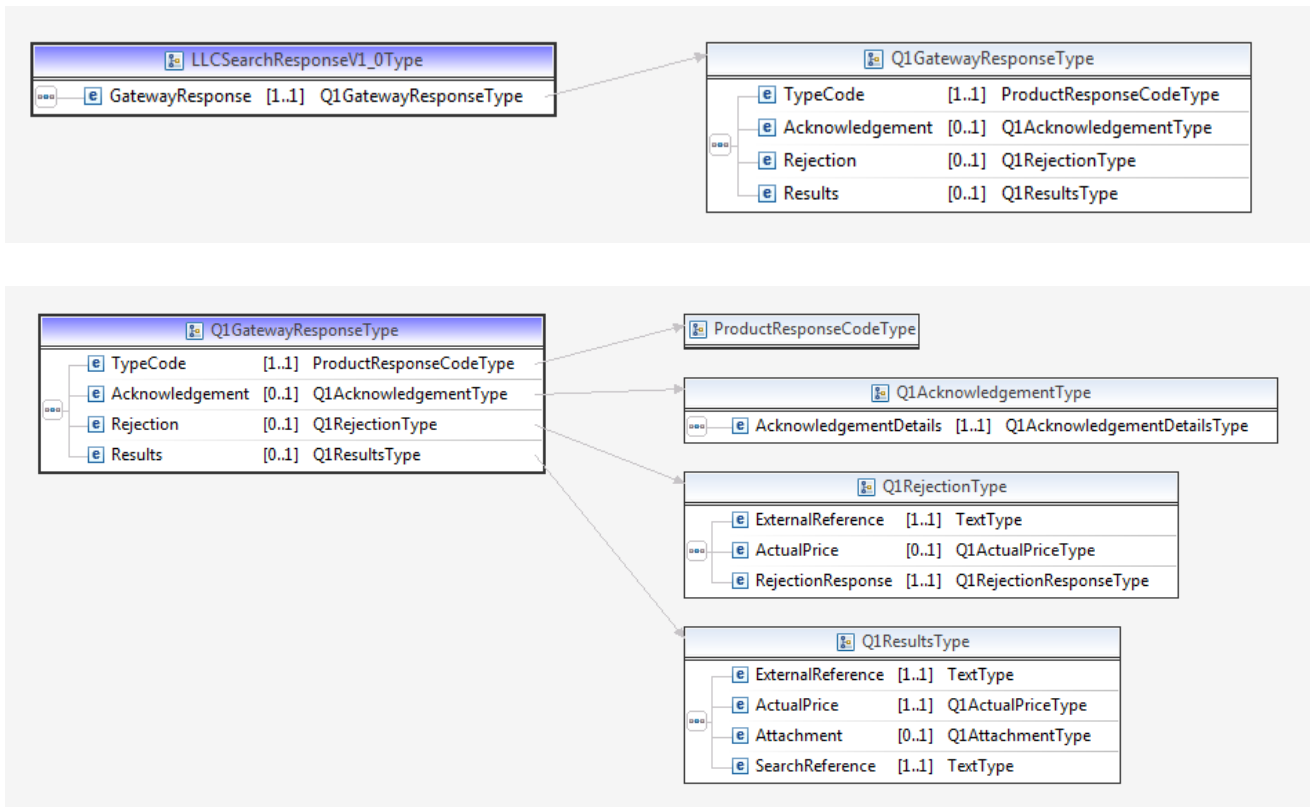 LLCSearchResponseV1_0Type
e GatewayResponse [1..1] Q1GatewayResponseType
Q1GatewayResponseType
e TypeCode [1..1] ProductResponseCodeType
e Acknowledgement [0..1] Q1AcknowledgementType
e Rejection [0..1] Q1RejectionType
e Results [0..1] Q1ResultsType
Q1GatewayResponseType
e TypeCode [1..1] ProductResponseCodeType
e Acknowledgement [0..1] Q1AcknowledgementType
e Rejection [0..1] Q1RejectionType
e Results [0..1] Q1ResultsType
ProductResponseCodeType
Q1AcknowledgementType
e AcknowledgementDetails [1..1] Q1AcknowledgementDetailsType
Q1RejectionType
e ExternalReference [1..1] TextType
e ActualPrice [0..1] Q1ActualPriceType
e RejectionResponse [1..1] Q1RejectionResponseType
Q1ResultsType
e ExternalReference [1..1] TextType
e ActualPrice [1..1] Q1ActualPriceType
e Attachment [0..1] Q1AttachmentType
e SearchReference [1..1] TextType